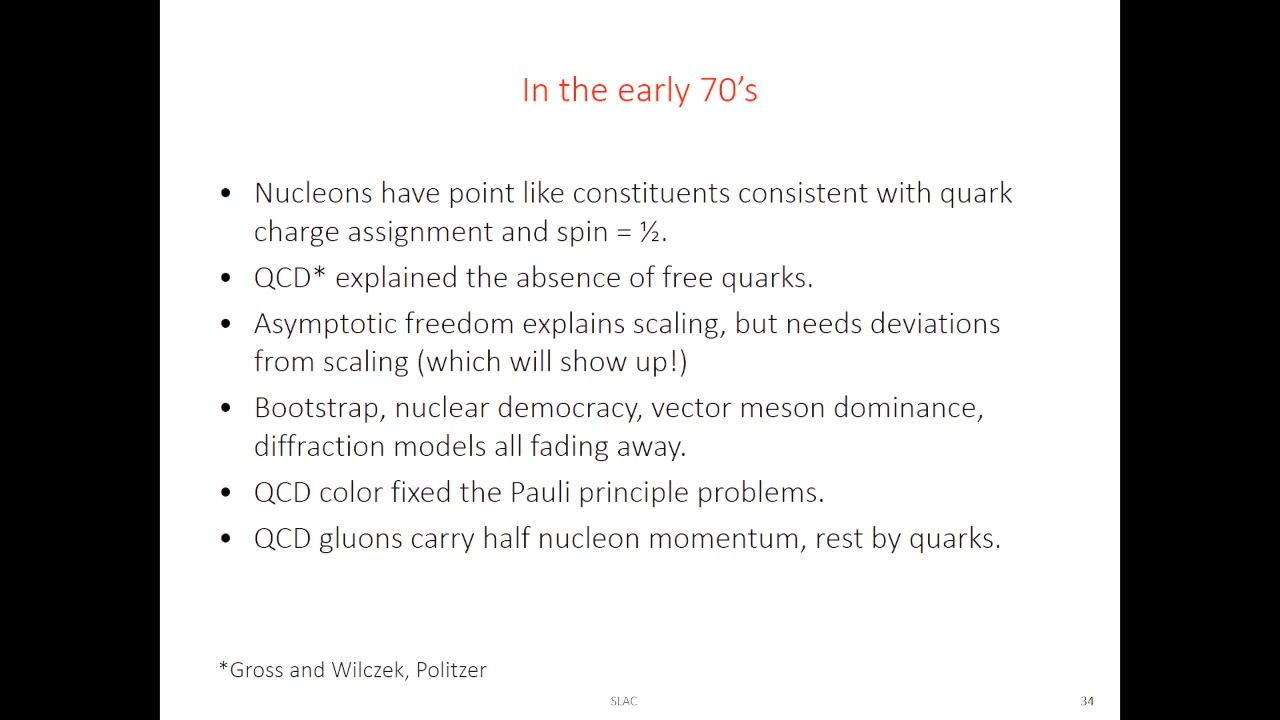 In the early 70’s
• Nucleons have point like constituents consistent with quark
charge assignment and spin = ½.
• QCD* explained the absence of free quarks.
• Asymptotic freedom explains scaling, but needs deviations
from scaling (which will show up!)
• Bootstrap, nuclear democracy, vector meson dominance,
diffraction models all fading away.
• QCD color fixed the Pauli principle problems.
• QCD gluons carry half nucleon momentum, rest by quarks.
*Gross and Wilczek, Politzer
SLAC
34